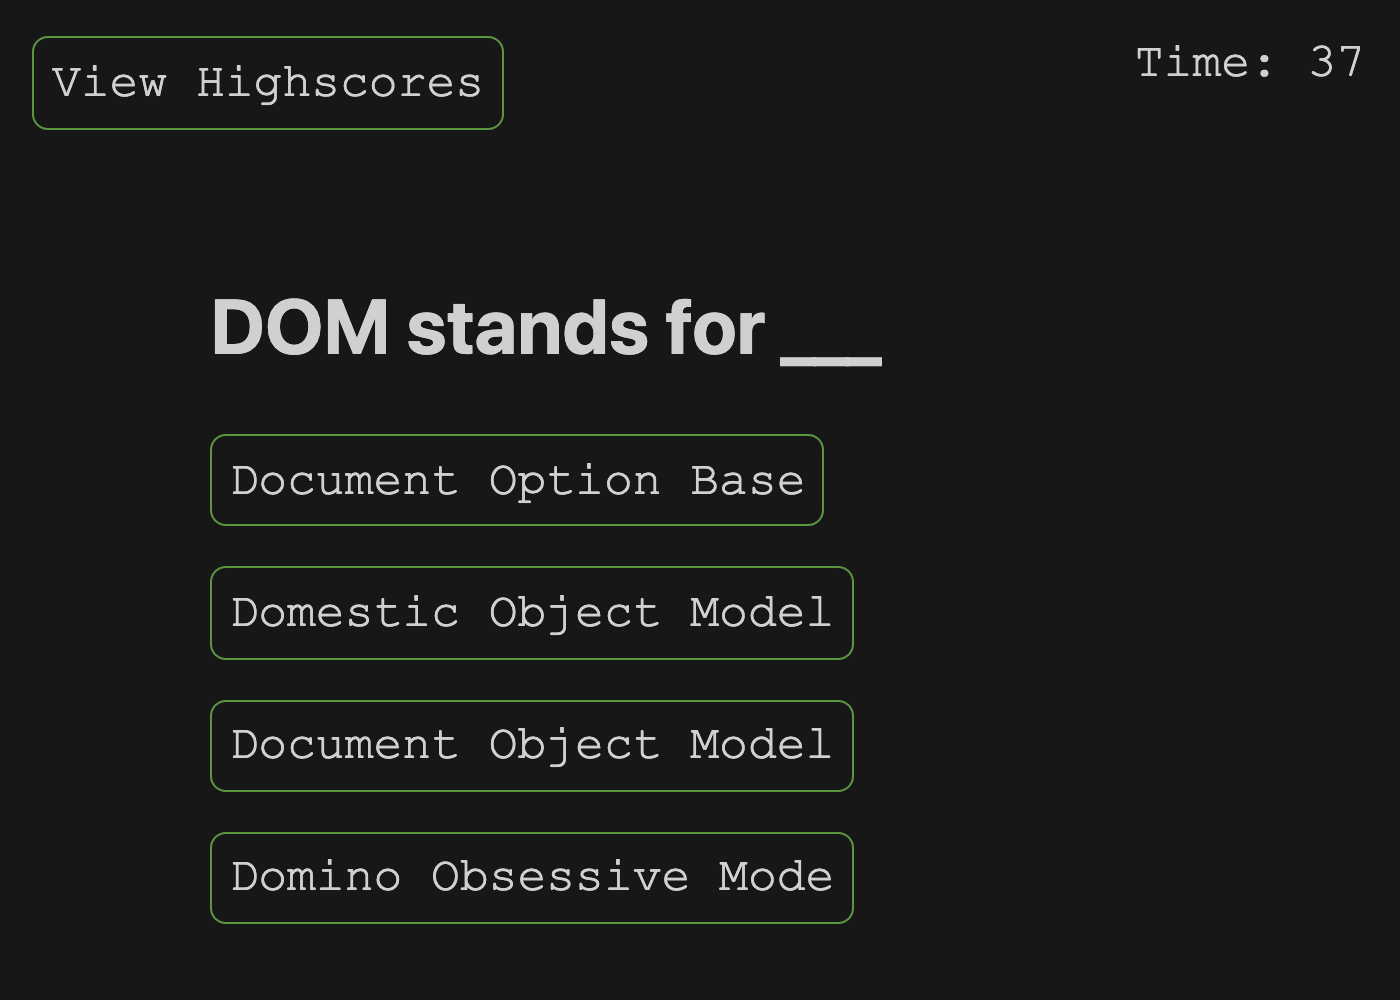 View Highscores
Time: 37
DOM stands for ___
Document Option Base
Domestic Object Model
Document Object Model
Domino Obsessive Mode